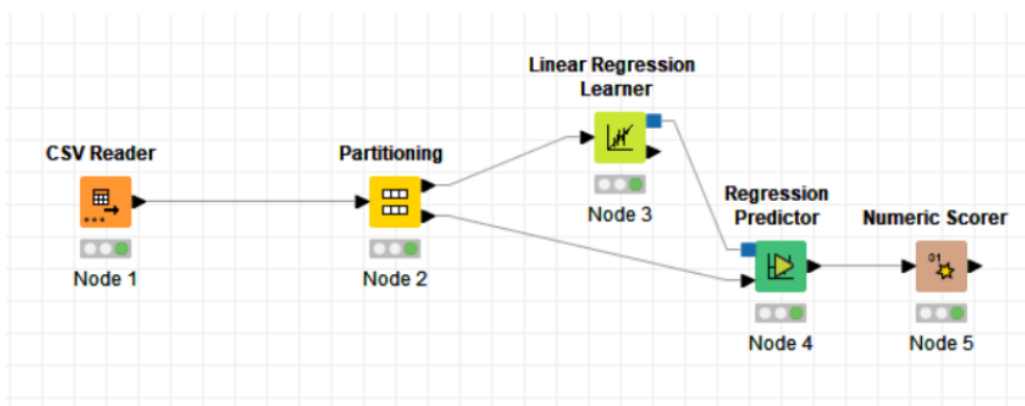 Linear Regression
Learner
CSV Reader
Partitioning
Node 3
Regression
Predictor
Numeric Scorer
Node 1
Node 2
Node 4
Node 5